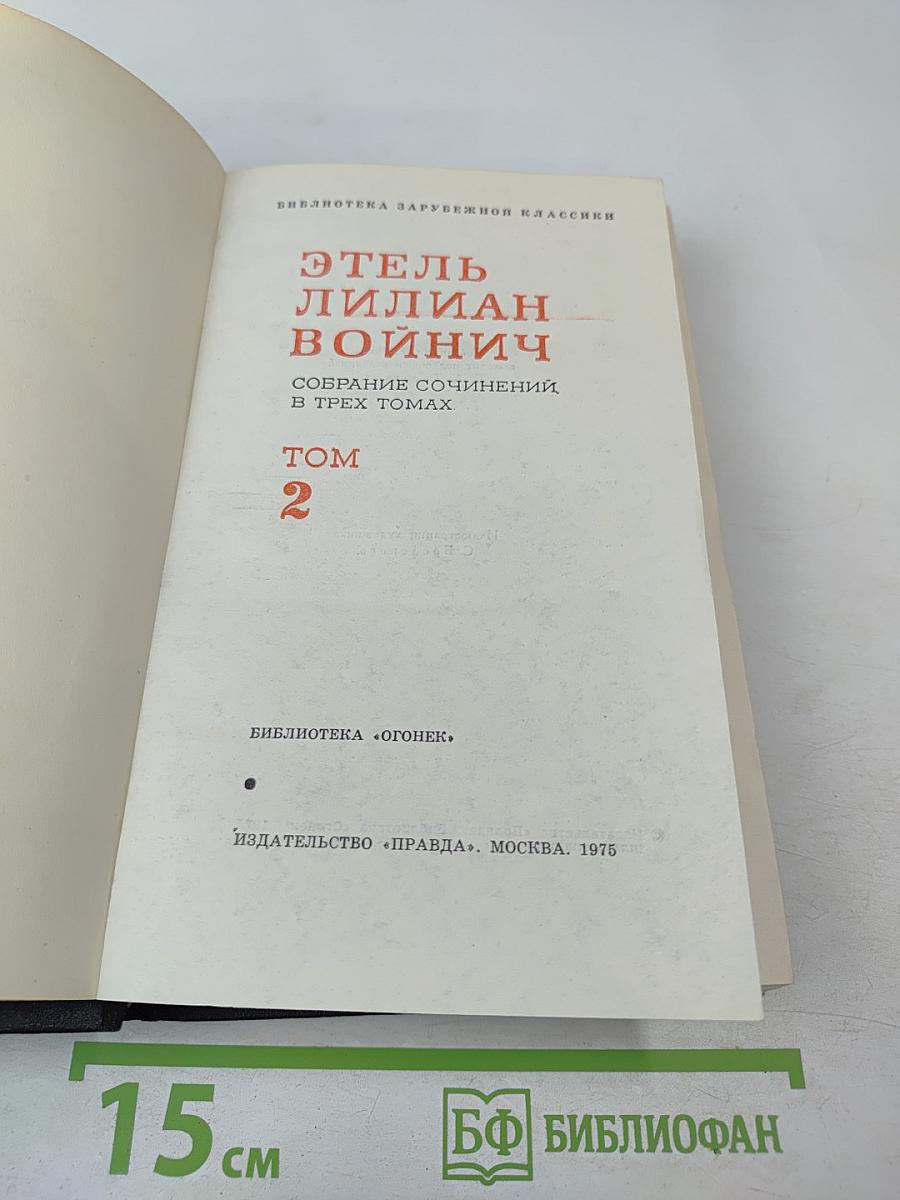 БИБЛИОТЕКА ЗАРУБЕЖНОЙ КЛАССИКИ
ЭТЕЛЬ
ЛИЛИАН
ВОЙНИЧ
СОБРАНИЕ СОЧИНЕНИЙ
В ТРЕХ ТОМАХ.
ТОМ
2
БИБЛИОТЕКА «ОГОНЕК»
ИЗДАТЕЛЬСТВО «ПРАВДА». МОСКВА. 1975
15 см
БФ БИБЛИОФАН